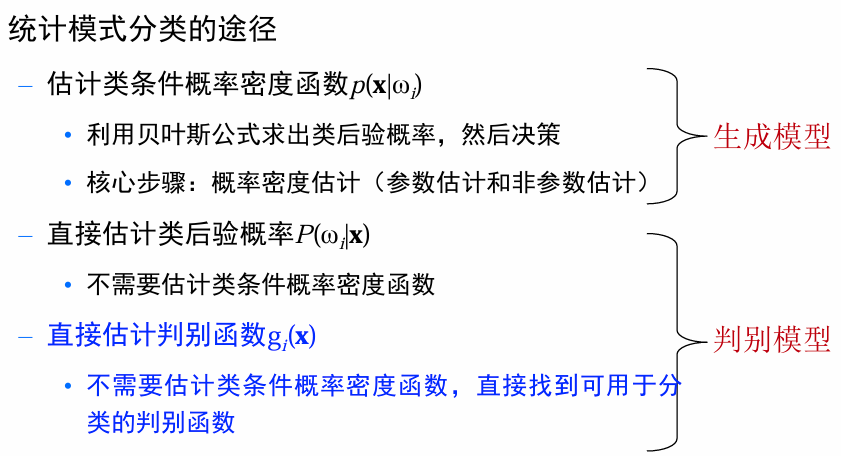 统计模式分类的途径
– 估计类条件概率密度函数p(x|ωi)
• 利用贝叶斯公式求出类后验概率，然后决策
生成模型
• 核心步骤：概率密度估计（参数估计和非参数估计）
– 直接估计类后验概率P(ωi|x)
• 不需要估计类条件概率密度函数
– 直接估计判别函数gi(x)
判别模型
• 不需要估计类条件概率密度函数，直接找到可用于分
类的判别函数